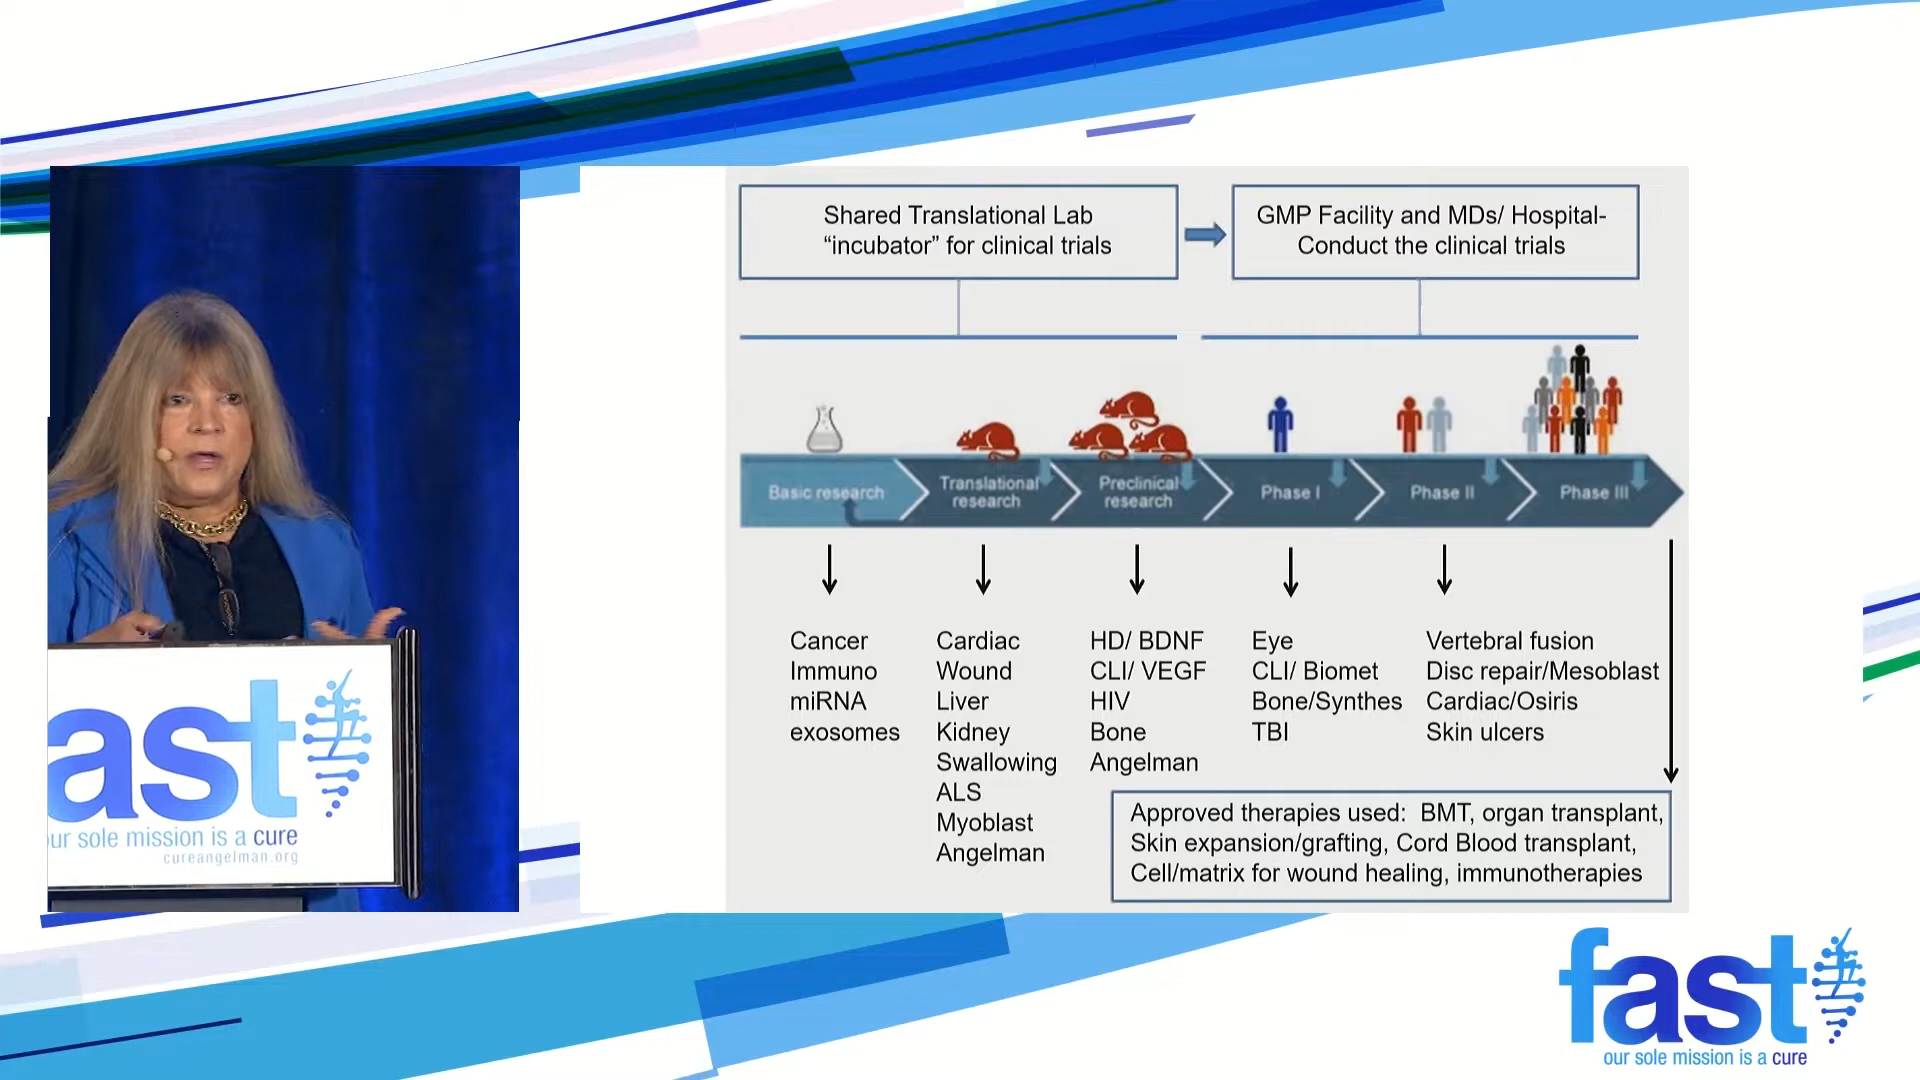 Shared Translational Lab
“incubator” for clinical trials
GMP Facility and MDs/ Hospital-
Conduct the clinical trials
Basic research
Translational
research
Preclinical
research
Phase I
Phase II
Phase III
Cancer
Immuno
miRNA
exosomes
Cardiac
Wound
Liver
Kidney
Swallowing
ALS
Myoblast
Angelman
HD/ BDNF
CLI/ VEGF
HIV
Bone
Angelman
Eye
CLI/ Biomet
Bone/Synthes
TBI
Vertebral fusion
Disc repair/Mesoblast
Cardiac/Osiris
Skin ulcers
Approved therapies used: BMT, organ transplant,
Skin expansion/grafting, Cord Blood transplant,
Cell/matrix for wound healing, immunotherapies
ast
ur sole mission is a cure
cureangelman.org
fast
our sole mission is a cure